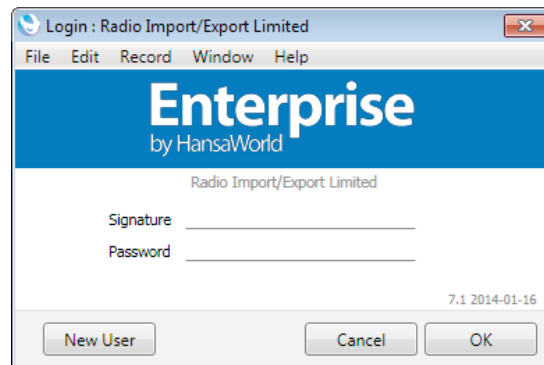 Login : Radio Import/Export Limited
File Edit Record Window Help
Enterprise
by HansaWorld
Radio Import/Export Limited
Signature
Password
7.1 2014-01-16
New User Cancel OK